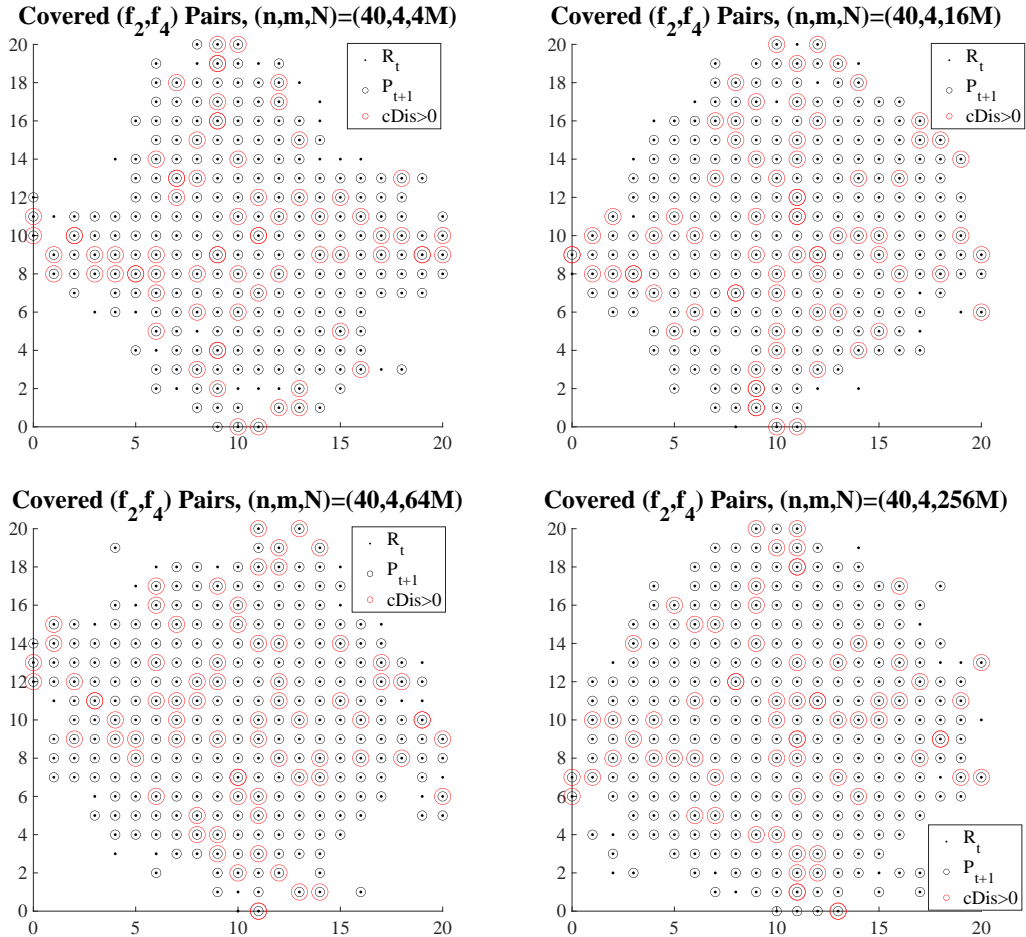 Covered (f2,f4) Pairs, (n,m,N)=(40,4,4M)
20
18
16
14
12
10
8
6
4
2
0
0 5 10 15 20
Rt
Pt+1
cDis>0
Covered (f2,f4) Pairs, (n,m,N)=(40,4,16M)
20
18
16
14
12
10
8
6
4
2
0
0 5 10 15 20
Rt
Pt+1
cDis>0
Covered (f2,f4) Pairs, (n,m,N)=(40,4,64M)
20
18
16
14
12
10
8
6
4
2
0
0 5 10 15 20
Rt
Pt+1
cDis>0
Covered (f2,f4) Pairs, (n,m,N)=(40,4,256M)
20
18
16
14
12
10
8
6
4
2
0
0 5 10 15 20
Rt
Pt+1
cDis>0